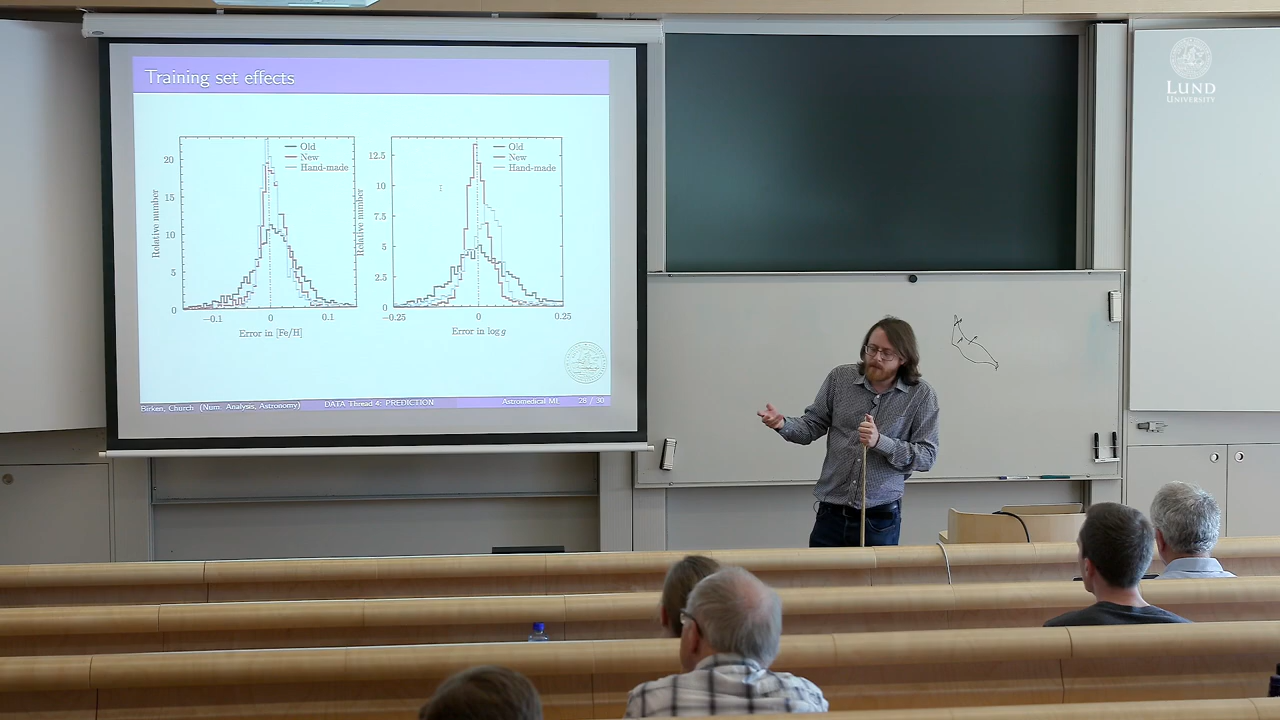 Training set effects
Old
New
Hand-made
20
15
10
5
0
Relative number
−0.1
0
0.1
Error in [Fe/H]
Old
New
Hand-made
12.5
10
7.5
5
2.5
0
Relative number
−0.25
0
0.25
Error in log g
Birken, Church (Num. Analysis, Astronomy)
DATA Thread 4: PREDICTION
Astromedical ME
28 / 30
LUND
UNIVERSITY